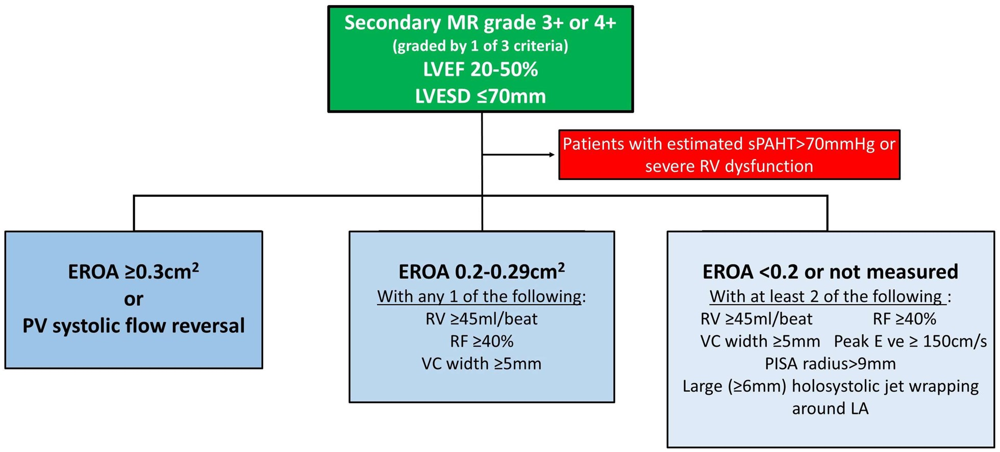 Secondary MR grade 3+ or 4+
(graded by 1 of 3 criteria)
LVEF 20-50%
LVESD ≤70mm
Patients with estimated sPAHT>70mmHg or
severe RV dysfunction
EROA ≥0.3cm²
or
PV systolic flow reversal
EROA 0.2-0.29cm²
With any 1 of the following:
RV ≥45ml/beat
RF ≥40%
VC width ≥5mm
EROA <0.2 or not measured
With at least 2 of the following :
RV ≥45ml/beat RF ≥40%
VC width ≥5mm Peak E ve ≥ 150cm/s
PISA radius>9mm
Large (≥6mm) holosystolic jet wrapping
around LA